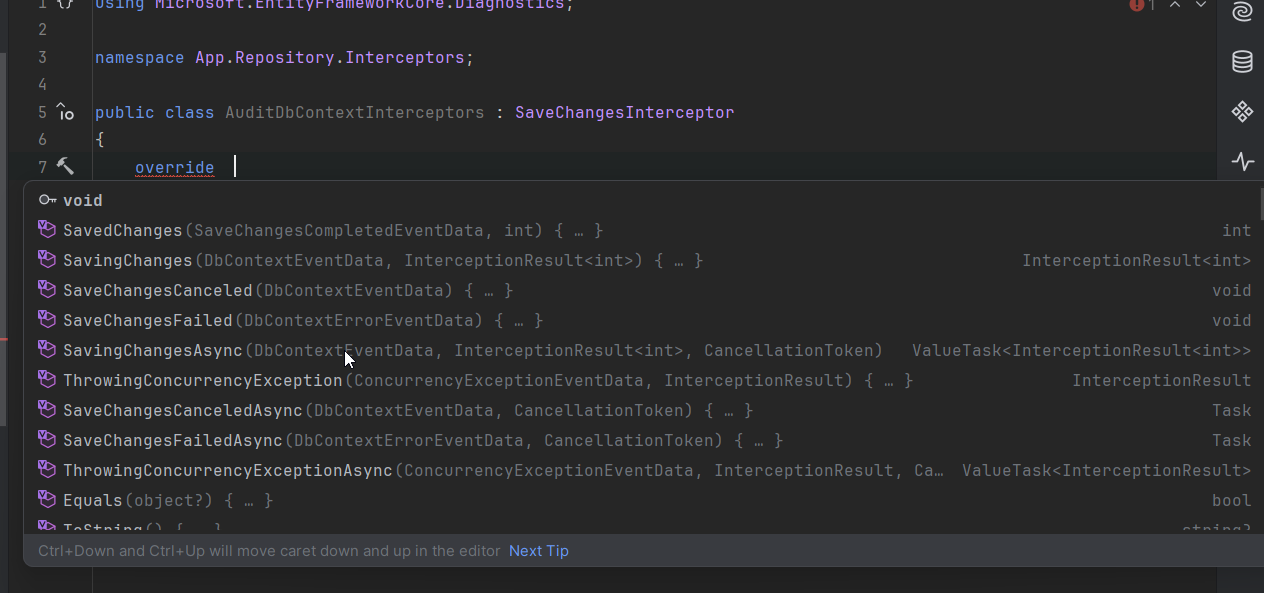 1 using Microsoft.EntityFrameworkCore.Diagnostics; 1
2
3 namespace App.Repository.Interceptors;
4
5 public class AuditDbContextInterceptors : SaveChangesInterceptor
6 {
7 override
void
SavedChanges(SaveChangesCompletedEventData, int) { … } int
SavingChanges(DbContextEventData, InterceptionResult<int>) { … } InterceptionResult<int>
SaveChangesCanceled(DbContextEventData) { … } void
SaveChangesFailed(DbContextErrorEventData) { … } void
SavingChangesAsync(DbContextEventData, InterceptionResult<int>, CancellationToken) ValueTask<InterceptionResult<int>>
ThrowingConcurrencyException(ConcurrencyExceptionEventData, InterceptionResult) { … } InterceptionResult
SaveChangesCanceledAsync(DbContextEventData, CancellationToken) { … } Task
SaveChangesFailedAsync(DbContextErrorEventData, CancellationToken) { … } Task
ThrowingConcurrencyExceptionAsync(ConcurrencyExceptionEventData, InterceptionResult, Ca… ValueTask<InterceptionResult>
Equals(object?) { … } bool
ToString() { … } string?
Ctrl+Down and Ctrl+Up will move caret down and up in the editor Next Tip